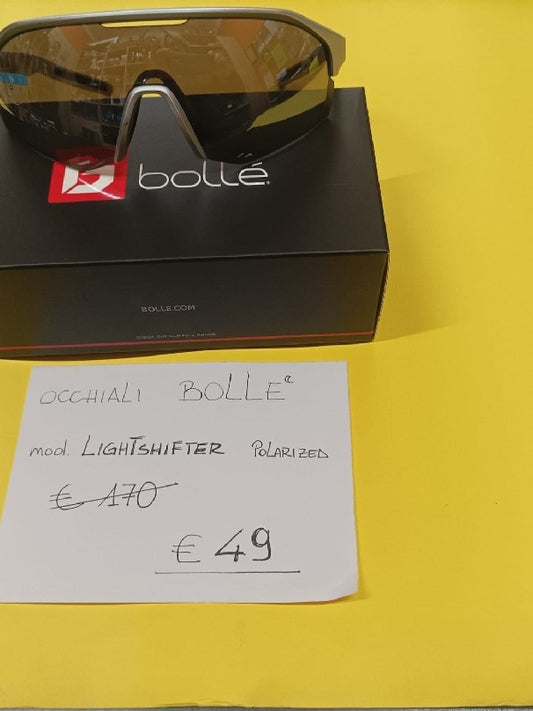 bollé
BOLLE.COM
OCCHIALI BOLLE
mod. LIGHTSHIFTER POLARIZED
€ 170
€ 49